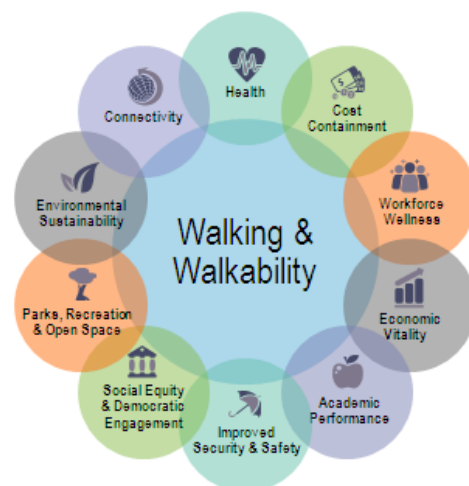 Health
Cost
Containment
Workforce
Wellness
Economic
Vitality
Academic
Performance
Improved
Security & Safety
Social Equity
& Democratic
Engagement
Parks, Recreation
& Open Space
Environmental
Sustainability
Connectivity
Walking &
Walkability